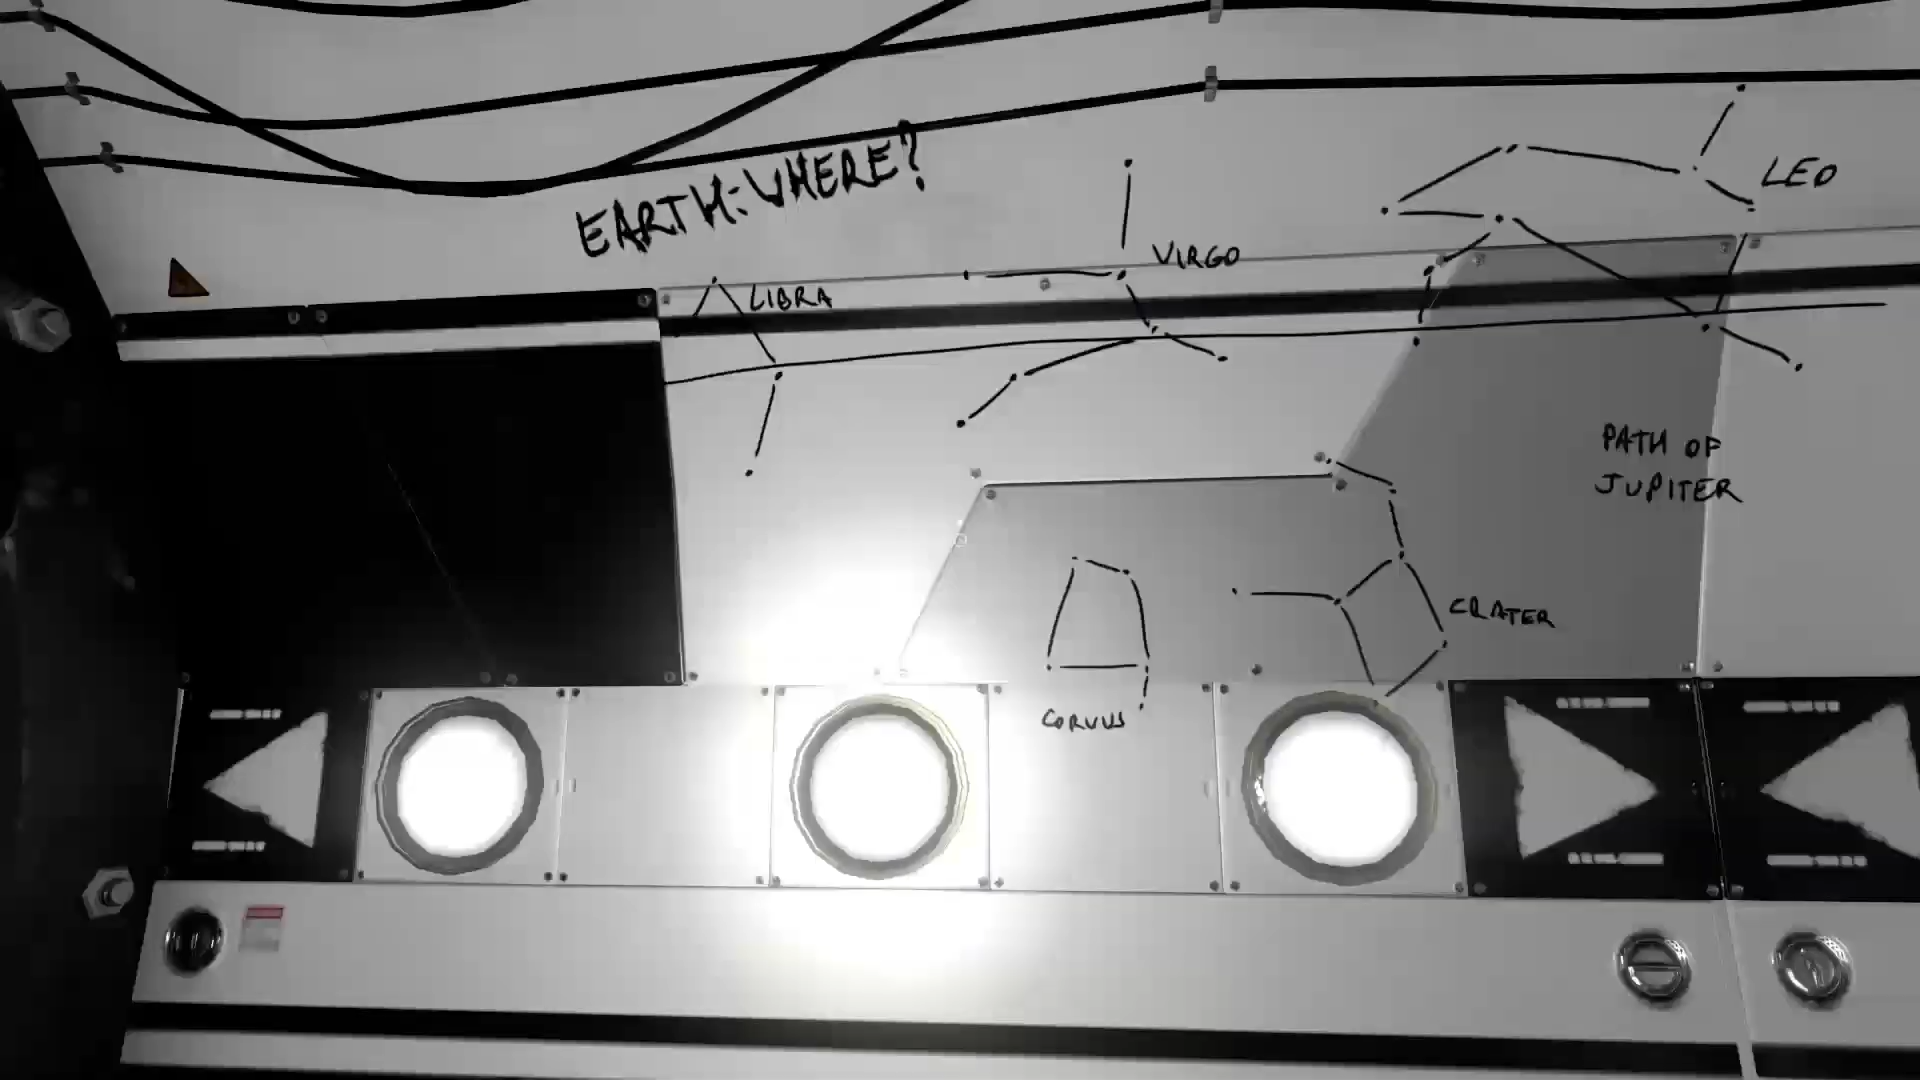 EARTH: WHERE?
LEO
VIRGO
LIBRA
PATH OF
JUPITER
CRATER
CORVUS